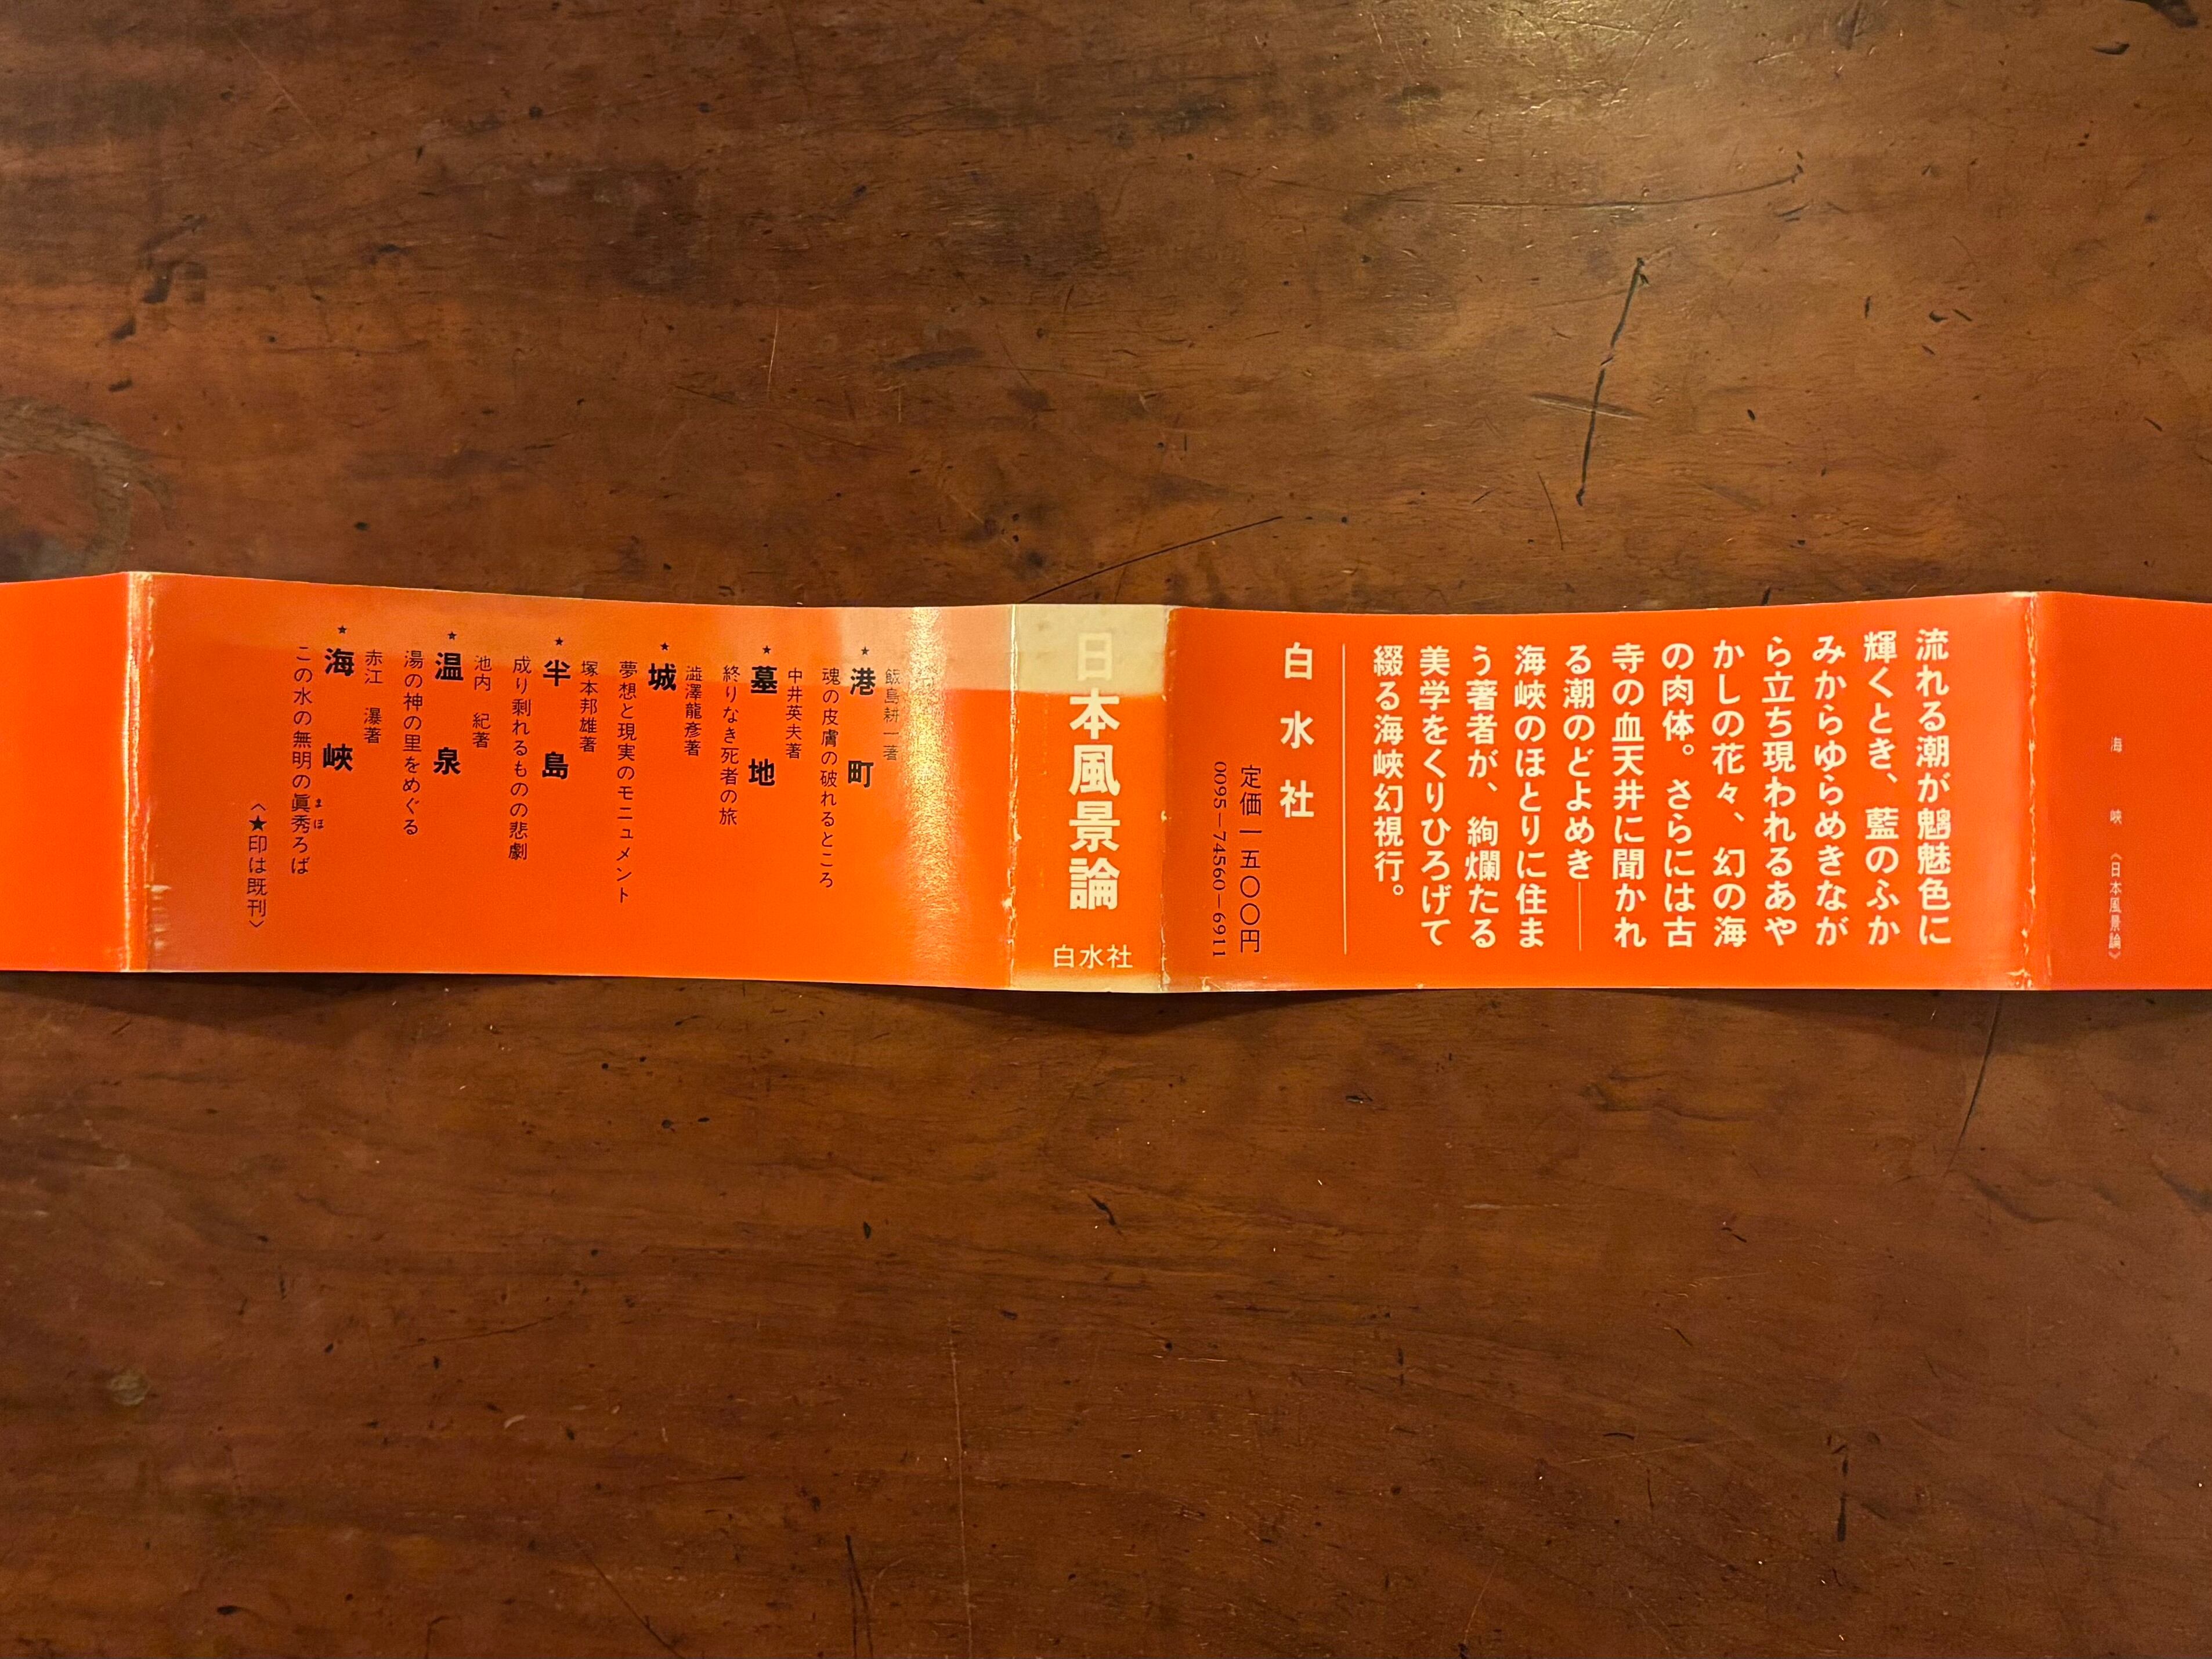 海峡《日本風景論》
流れる潮が魑魅色に
輝くとき、藍のふか
みからゆらめきなが
ら立ち現われるあや
かしの花々、幻の海
の肉体。さらには古
寺の血天井に聞かれ
る潮のどよめき──
海峡のほとりに住ま
う著者が、絢爛たる
美学をくりひろげて
綴る海峡幻視行。
白水社
定価一五〇〇円
0095―74560―6911
日本風景論
白水社
飯島耕一著
★港町
魂の皮膚の破れるところ
中井英夫著
★墓地
終りなき死者の旅
澁澤龍彥著
★城
夢想と現実のモニュメント
塚本邦雄著
★半島
成り剩れるものの悲劇
池内紀著
★温泉
湯の神の里をめぐる
赤江瀑著
★海峽
この水の無明の眞秀ろば
まほ
〈★印は既刊〉